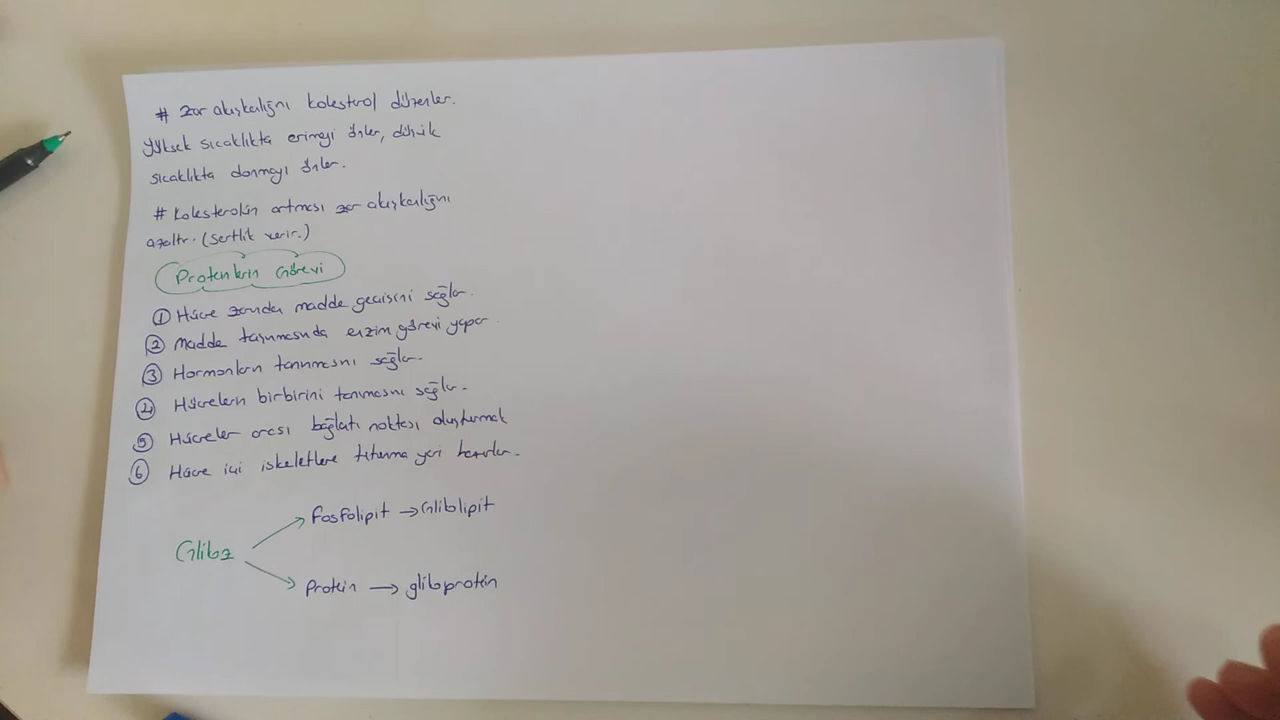 # zar akışkanlığını kolestrol düzenler.
Yüksek sıcaklıkta erimeyi önler, düşük
sıcaklıkta donmayı önler.
# Kolesterolün artması zar akışkanlığını
azaltır. (Sertlik verir.)
Proteinlerin Görevi
① Hücre zarında madde geçişini sağlar.
② Madde taşınmasında enzim görevi yapar.
③ Hormonların tanınmasını sağlar.
④ Hücrelerin birbirini tanımasını sağlar.
⑤ Hücreler arası bağlantı noktası oluşturmak
⑥ Hücre içi iskeletlere tutunma yeri hazırlar.
Fosfolipit → Glikolipit
Glikoz
Protein → glikoprotein